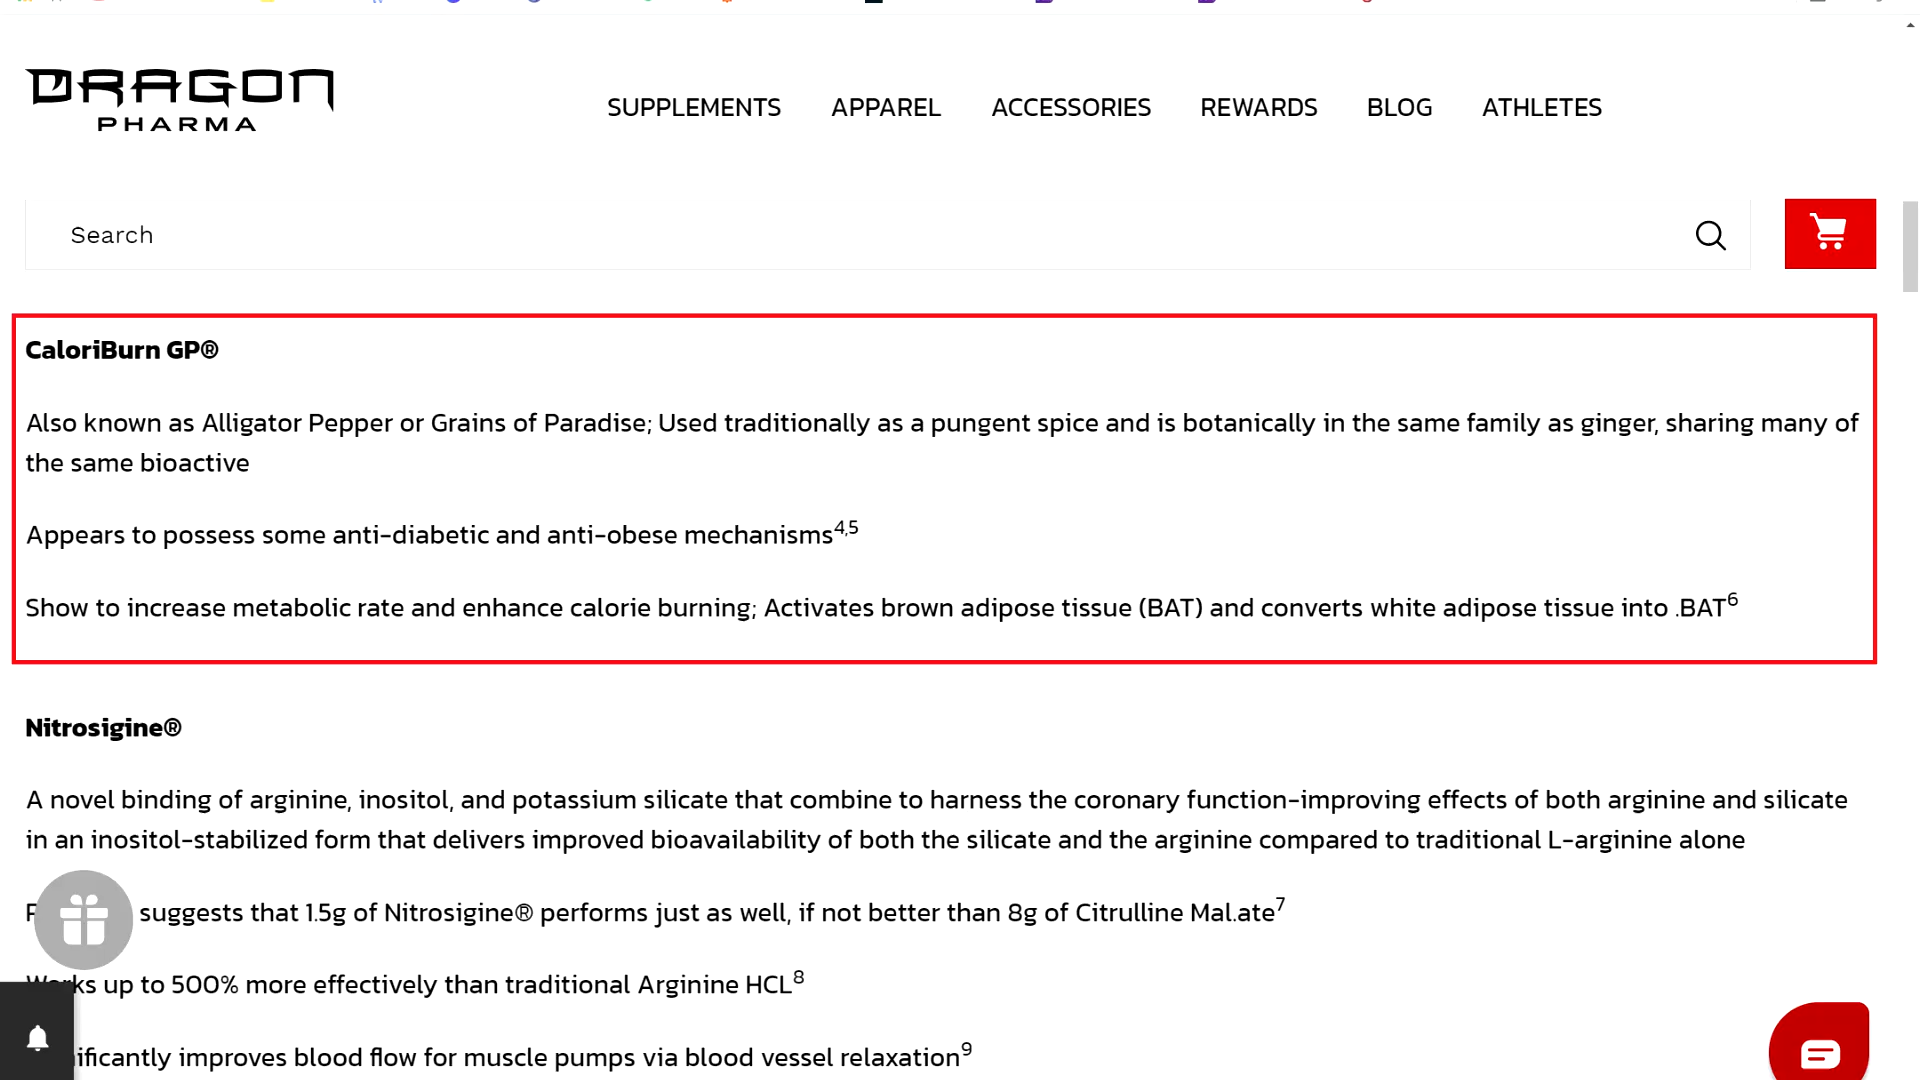 DRAGON
PHARMA
SUPPLEMENTS APPAREL ACCESSORIES REWARDS BLOG ATHLETES
Search
CaloriBurn GP®
Also known as Alligator Pepper or Grains of Paradise; Used traditionally as a pungent spice and is botanically in the same family as ginger, sharing many of
the same bioactive
Appears to possess some anti-diabetic and anti-obese mechanisms4,5
Show to increase metabolic rate and enhance calorie burning; Activates brown adipose tissue (BAT) and converts white adipose tissue into .BAT6
Nitrosigine®
A novel binding of arginine, inositol, and potassium silicate that combine to harness the coronary function-improving effects of both arginine and silicate
in an inositol-stabilized form that delivers improved bioavailability of both the silicate and the arginine compared to traditional L-arginine alone
suggests that 1.5g of Nitrosigine® performs just as well, if not better than 8g of Citrulline Mal.ate7
Works up to 500% more effectively than traditional Arginine HCL8
improves blood flow for muscle pumps via blood vessel relaxation9